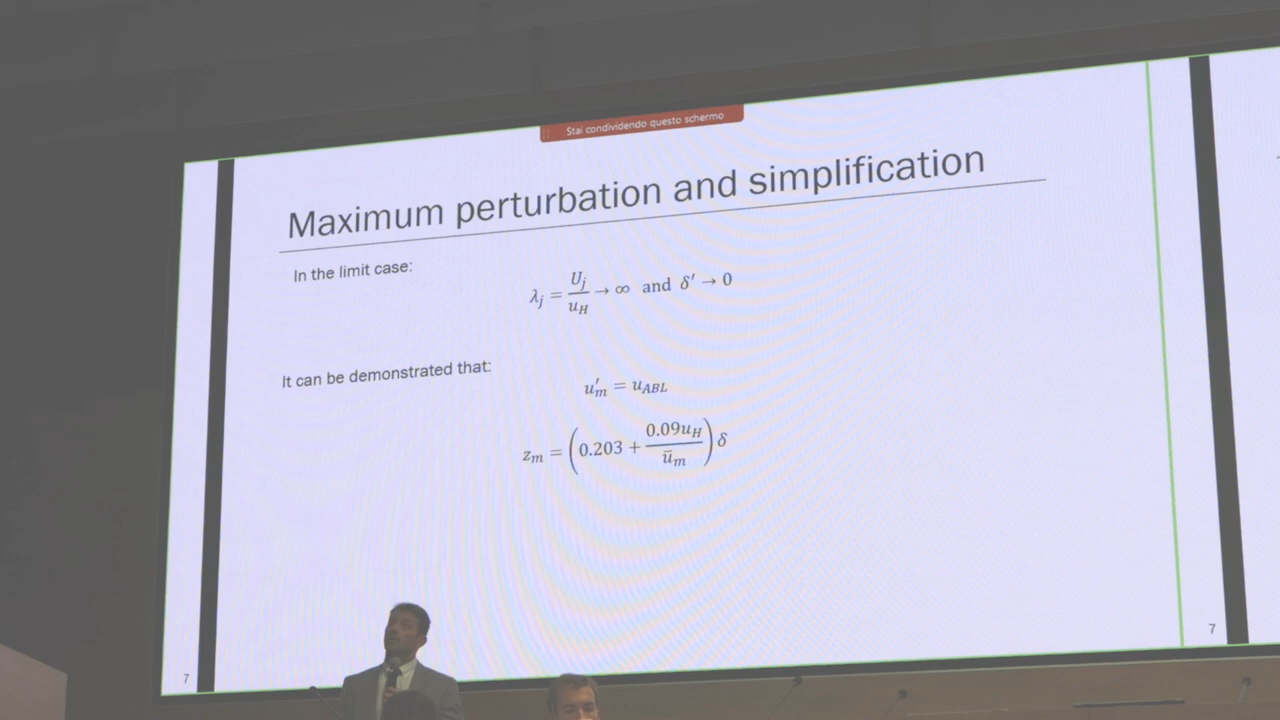 Stai condividendo questo schermo
Maximum perturbation and simplification
In the limit case:
λ_j = U_j / u_H → ∞ and δ′ → 0
It can be demonstrated that:
u′_m = u_ABL
z_m = (0.203 + 0.09u_H / ū_m) δ
7
7